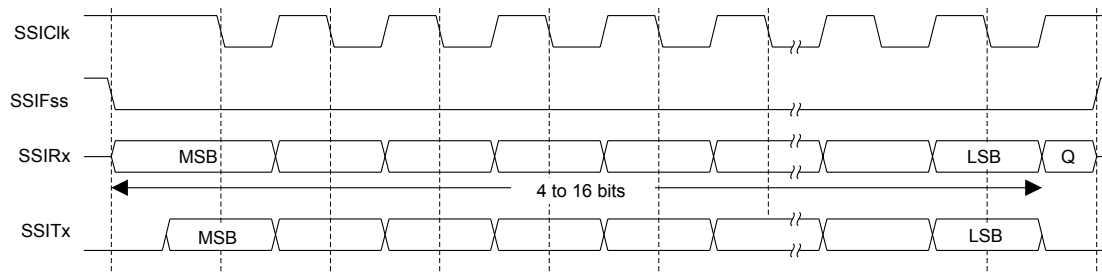 SSIClk
SSIFss
SSIRx MSB LSB Q
4 to 16 bits
SSITx MSB LSB